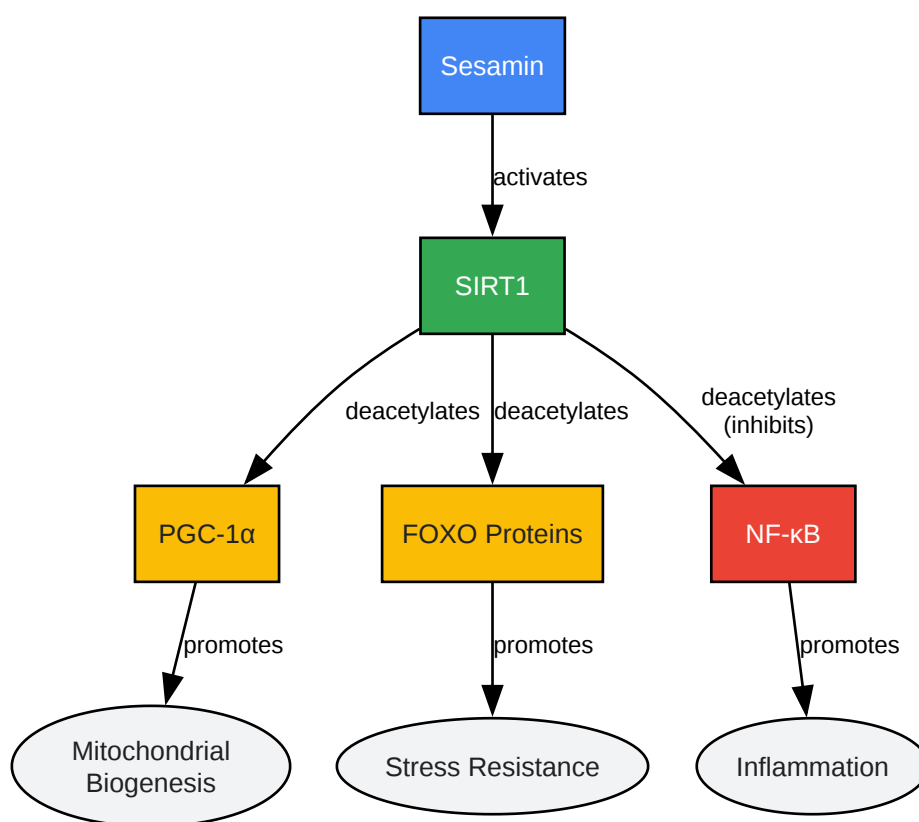 Sesamin
activates
SIRT1
deacetylates
deacetylates
deacetylates
(inhibits)
PGC-1α
FOXO Proteins
NF-κB
promotes
promotes
promotes
Mitochondrial
Biogenesis
Stress Resistance
Inflammation